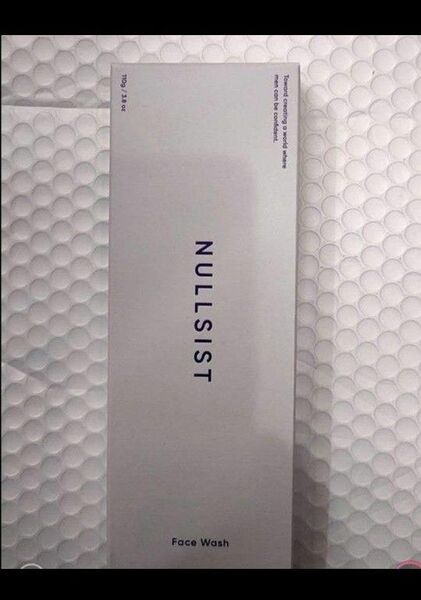 Toward creating a world where
men can be confident.
110g / 3.8 oz
NULLSIST
Face Wash